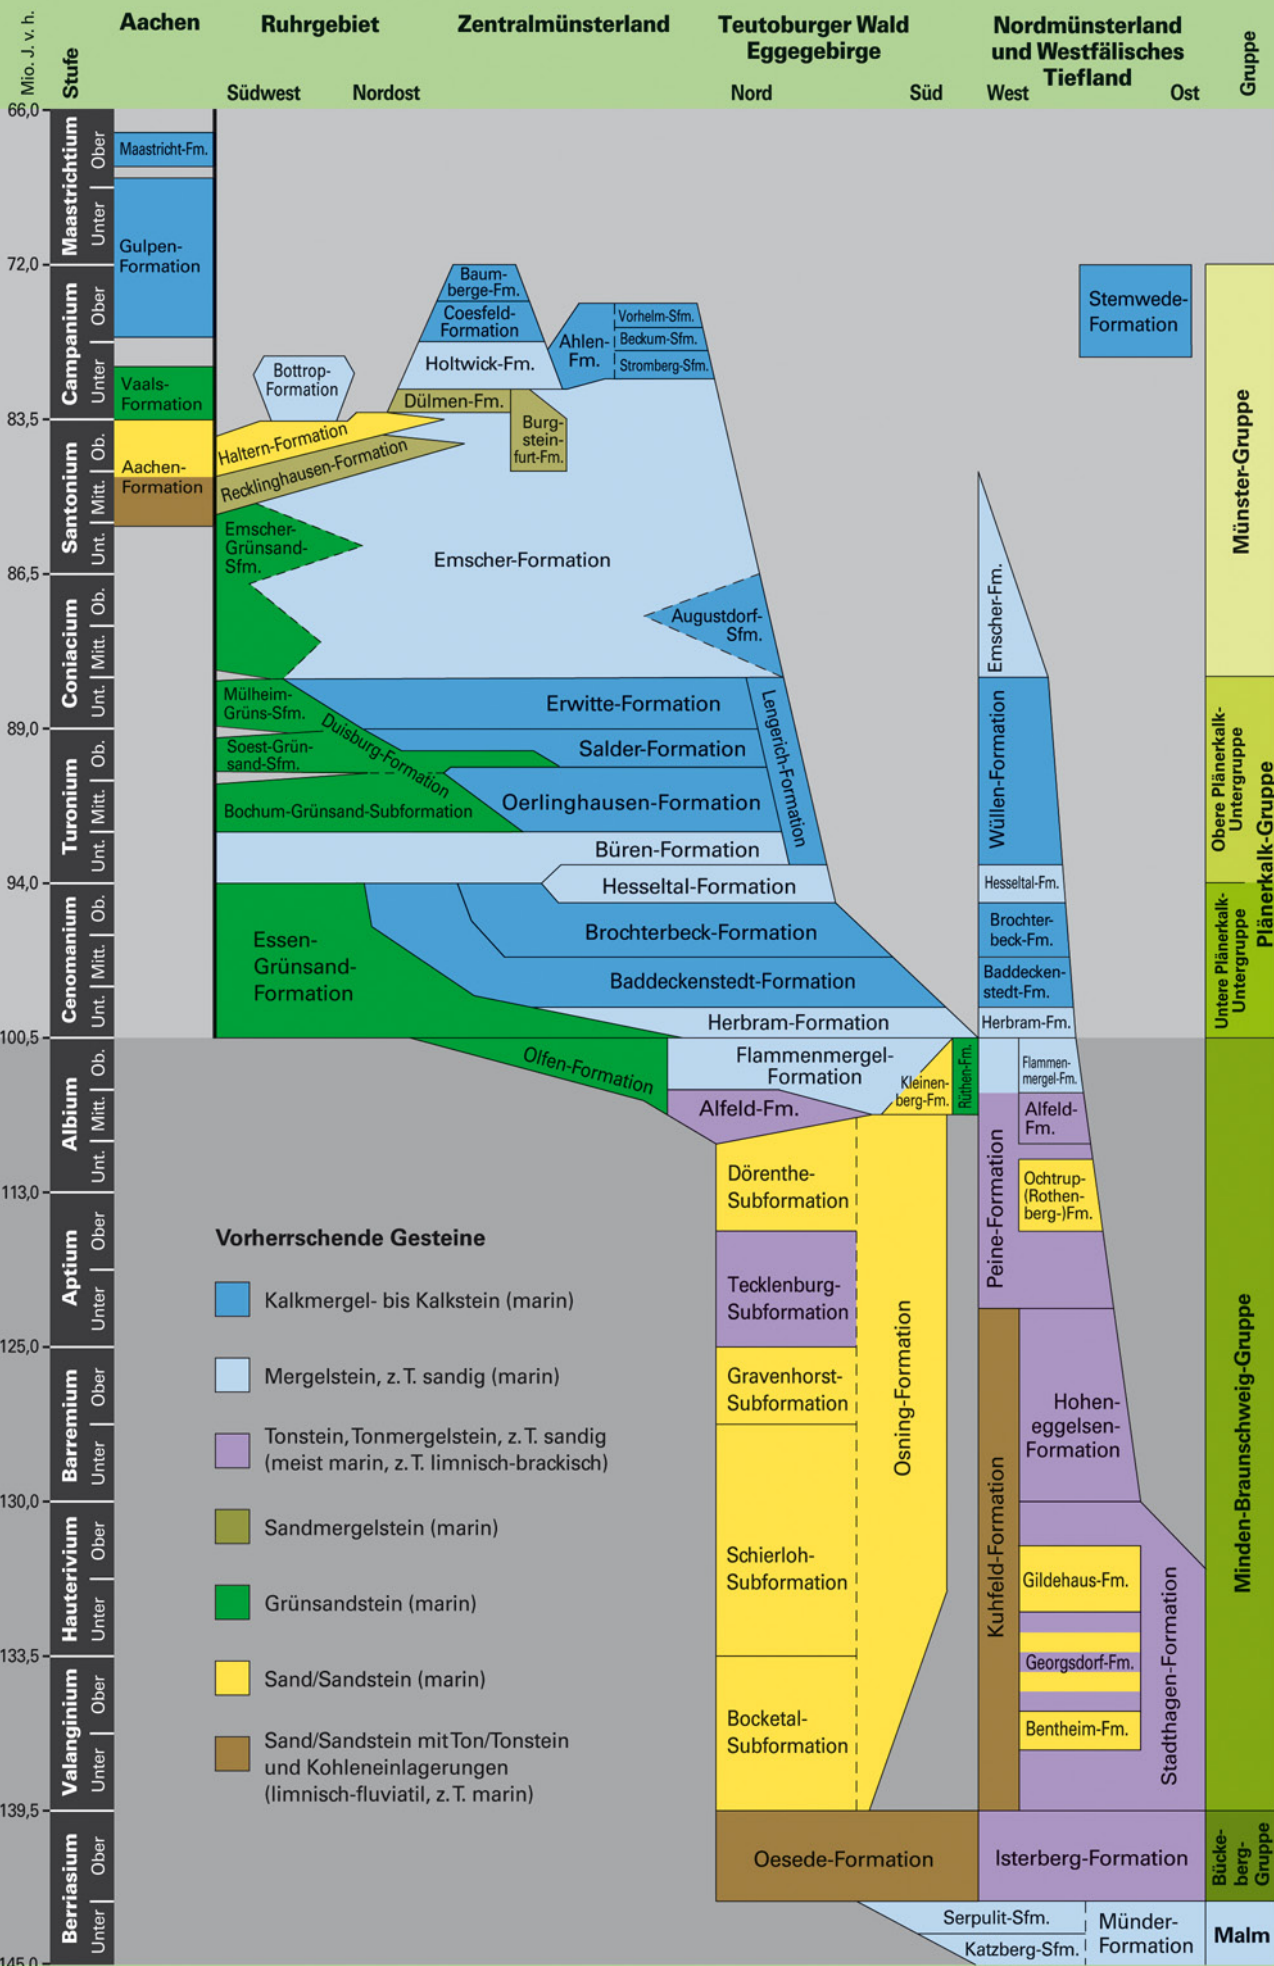 Mio. J. v. h.
Stufe
Aachen
Ruhrgebiet
Südwest
Nordost
Zentralmünsterland
Teutoburger Wald
Eggegebirge
Nord
Süd
Nordmünsterland
und Westfälisches
Tiefland
West
Ost
Gruppe
66,0
72,0
83,5
86,5
89,0
94,0
100,5
113,0
125,0
130,0
133,5
139,5
145,0
Maastrichtium
Ober
Unter
Campanium
Ober
Unter
Santonium
Ob.
Mitt.
Unt.
Coniacium
Ob.
Mitt.
Unt.
Turonium
Ob.
Mitt.
Unt.
Cenomanium
Ob.
Mitt.
Unt.
Albium
Ob.
Mitt.
Unt.
Aptium
Ober
Unter
Barremium
Ober
Unter
Hauterivium
Ober
Unter
Valanginium
Ober
Unter
Berriasium
Ober
Unter
Maastricht-Fm.
Gulpen-
Formation
Vaals-
Formation
Aachen-
Formation
Bottrop-
Formation
Haltern-Formation
Recklinghausen-Formation
Emscher-
Grünsand-
Sfm.
Baum-
berge-Fm.
Coesfeld-
Formation
Holtwick-Fm.
Dülmen-Fm.
Burg-
stein-
furt-Fm.
Ahlen-
Fm.
Vorhelm-Sfm.
Beckum-Sfm.
Stromberg-Sfm.
Emscher-Formation
Augustdorf-
Sfm.
Mülheim-
Grüns-Sfm.
Soest-Grün-
sand-Sfm.
Duisburg-Formation
Bochum-Grünsand-Subformation
Erwitte-Formation
Salder-Formation
Oerlinghausen-Formation
Lengerich-Formation
Büren-Formation
Hesseltal-Formation
Brochterbeck-Formation
Baddeckenstedt-Formation
Herbram-Formation
Essen-
Grünsand-
Formation
Olfen-Formation
Flammenmergel-
Formation
Alfeld-Fm.
Kleinen-
berg-Fm.
Rüthen-Fm.
Dörenthe-
Subformation
Tecklenburg-
Subformation
Gravenhorst-
Subformation
Schierloh-
Subformation
Bocketal-
Subformation
Osning-Formation
Oesede-Formation
Stemwede-
Formation
Emscher-Fm.
Wüllen-Formation
Hesseltal-Fm.
Brochter-
beck-Fm.
Baddecken-
stedt-Fm.
Herbram-Fm.
Flammen-
mergel-Fm.
Alfeld-
Fm.
Ochtrup-
(Rothen-
berg-)Fm.
Peine-Formation
Hohen-
eggelsen-
Formation
Kuhfeld-Formation
Gildehaus-Fm.
Georgsdorf-Fm.
Bentheim-Fm.
Stadthagen-Formation
Isterberg-Formation
Serpulit-Sfm.
Katzberg-Sfm.
Münder-
Formation
Münster-Gruppe
Obere Plänerkalk-
Untergruppe
Untere Plänerkalk-
Untergruppe
Plänerkalk-Gruppe
Minden-Braunschweig-Gruppe
Bücke-
berg-
Gruppe
Malm
Vorherrschende Gesteine
Kalkmergel- bis Kalkstein (marin)
Mergelstein, z. T. sandig (marin)
Tonstein, Tonmergelstein, z. T. sandig
(meist marin, z. T. limnisch-brackisch)
Sandmergelstein (marin)
Grünsandstein (marin)
Sand/Sandstein (marin)
Sand/Sandstein mit Ton/Tonstein
und Kohleneinlagerungen
(limnisch-fluviatil, z. T. marin)